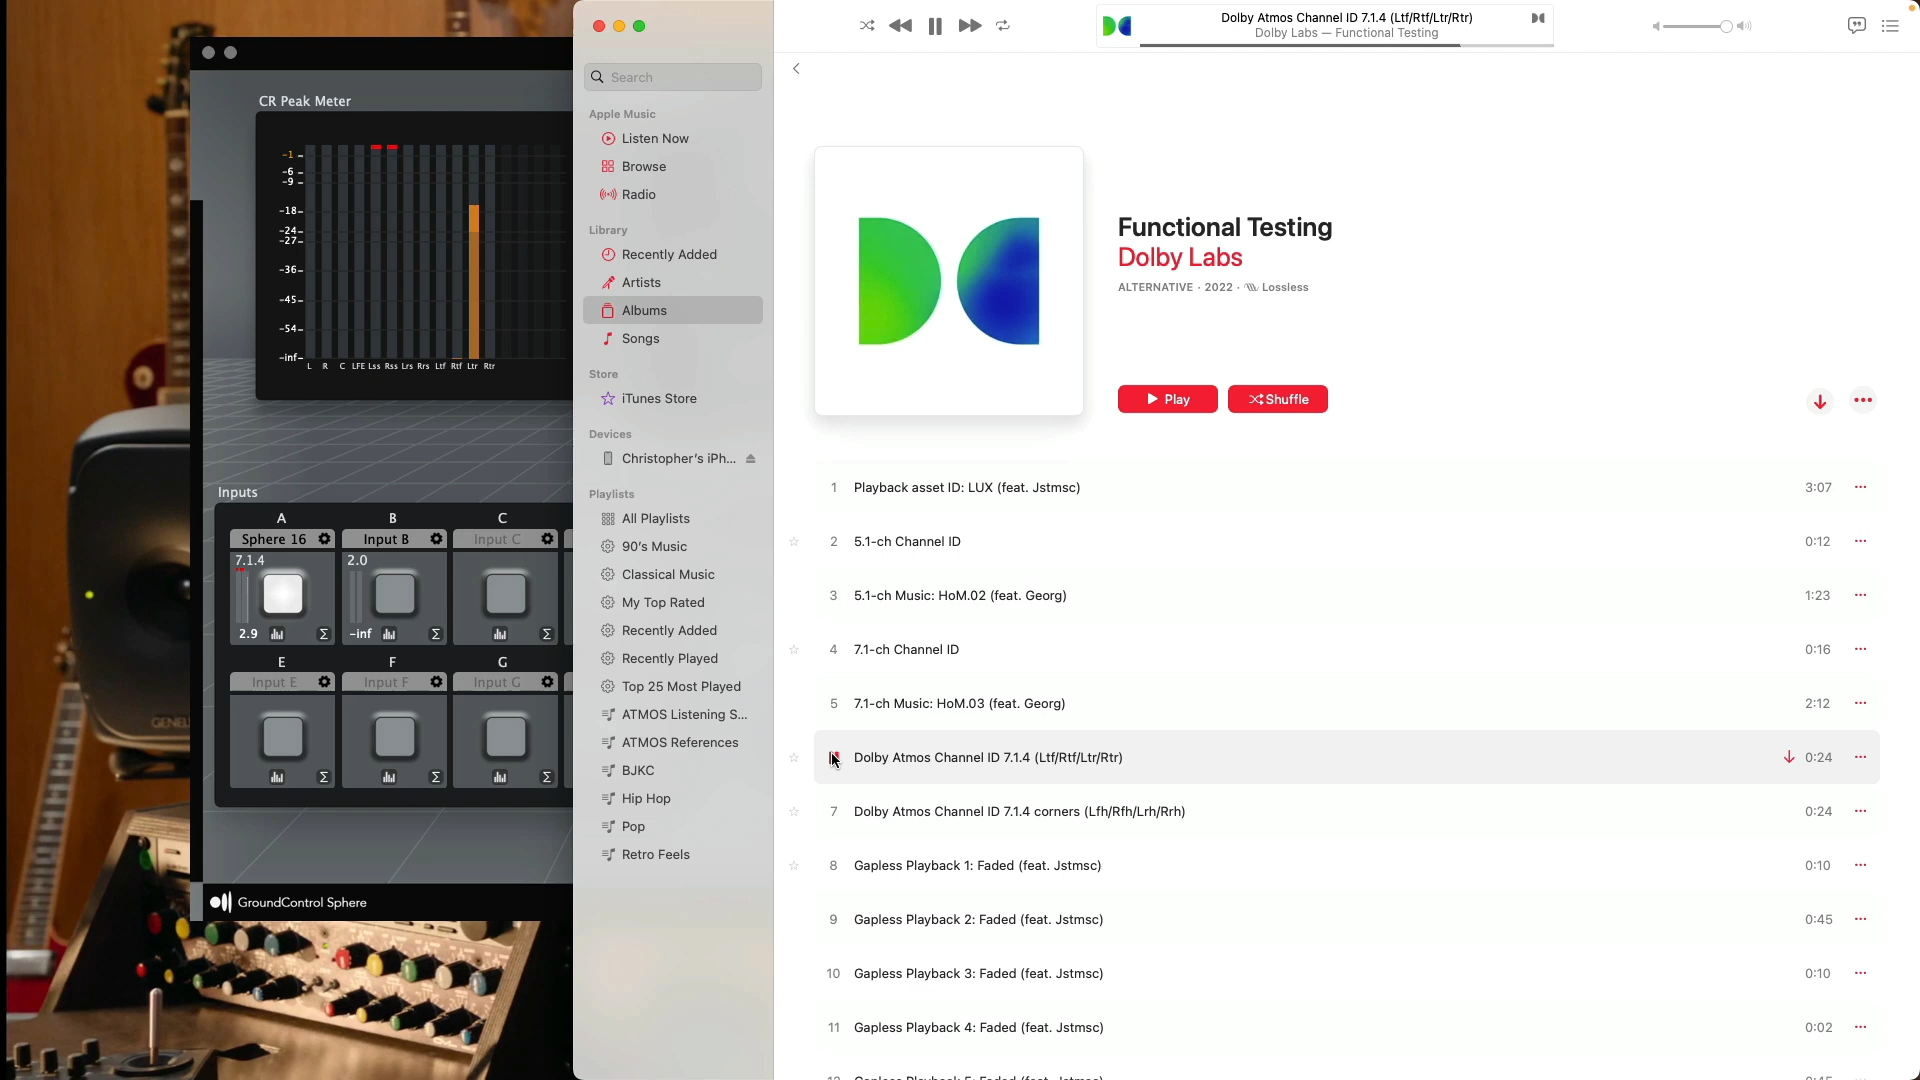 Dolby Atmos Channel ID 7.1.4 (Ltf/Rtf/Ltr/Rtr)
Dolby Labs — Functional Testing
CR Peak Meter
-1
-6
-9
-18
-24
-27
-36
-45
-54
-inf
L R C LFE Lss Rss Lrs Rrs Ltf Rtf Ltr Rtr
Inputs
A B C
Sphere 16 Input B Input C
7.1.4 2.0
2.9 Σ -inf Σ Σ
E F G
Input E Input F Input G
Σ Σ Σ
GroundControl Sphere
GENEL
Search
Apple Music
Listen Now
Browse
Radio
Library
Recently Added
Artists
Albums
Songs
Store
iTunes Store
Devices
Christopher's iPh...
Playlists
All Playlists
90's Music
Classical Music
My Top Rated
Recently Added
Recently Played
Top 25 Most Played
ATMOS Listening S...
ATMOS References
BJKC
Hip Hop
Pop
Retro Feels
Functional Testing
Dolby Labs
ALTERNATIVE · 2022 · Lossless
Play Shuffle
1 Playback asset ID: LUX (feat. Jstmsc) 3:07
2 5.1-ch Channel ID 0:12
3 5.1-ch Music: HoM.02 (feat. Georg) 1:23
4 7.1-ch Channel ID 0:16
5 7.1-ch Music: HoM.03 (feat. Georg) 2:12
Dolby Atmos Channel ID 7.1.4 (Ltf/Rtf/Ltr/Rtr) 0:24
7 Dolby Atmos Channel ID 7.1.4 corners (Lfh/Rfh/Lrh/Rrh) 0:24
8 Gapless Playback 1: Faded (feat. Jstmsc) 0:10
9 Gapless Playback 2: Faded (feat. Jstmsc) 0:45
10 Gapless Playback 3: Faded (feat. Jstmsc) 0:10
11 Gapless Playback 4: Faded (feat. Jstmsc) 0:02